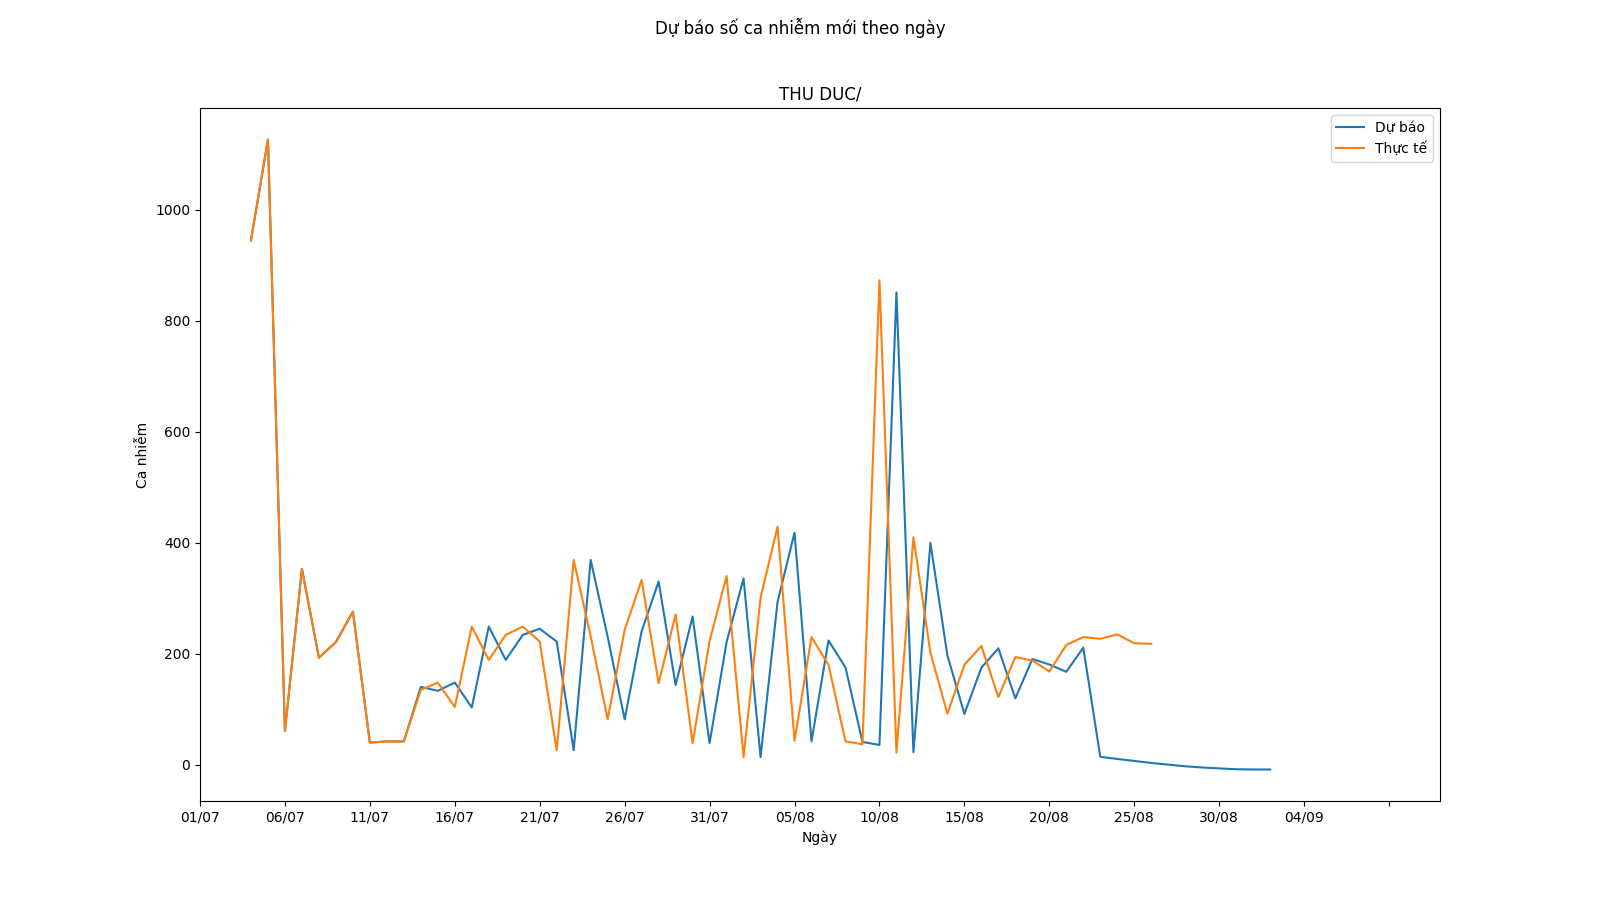 Dự báo số ca nhiễm mới theo ngày
THU DUC/
Dự báo
Thực tế
1000
800
600
400
200
0
Ca nhiễm
01/07 06/07 11/07 16/07 21/07 26/07 31/07 05/08 10/08 15/08 20/08 25/08 30/08 04/09
Ngày